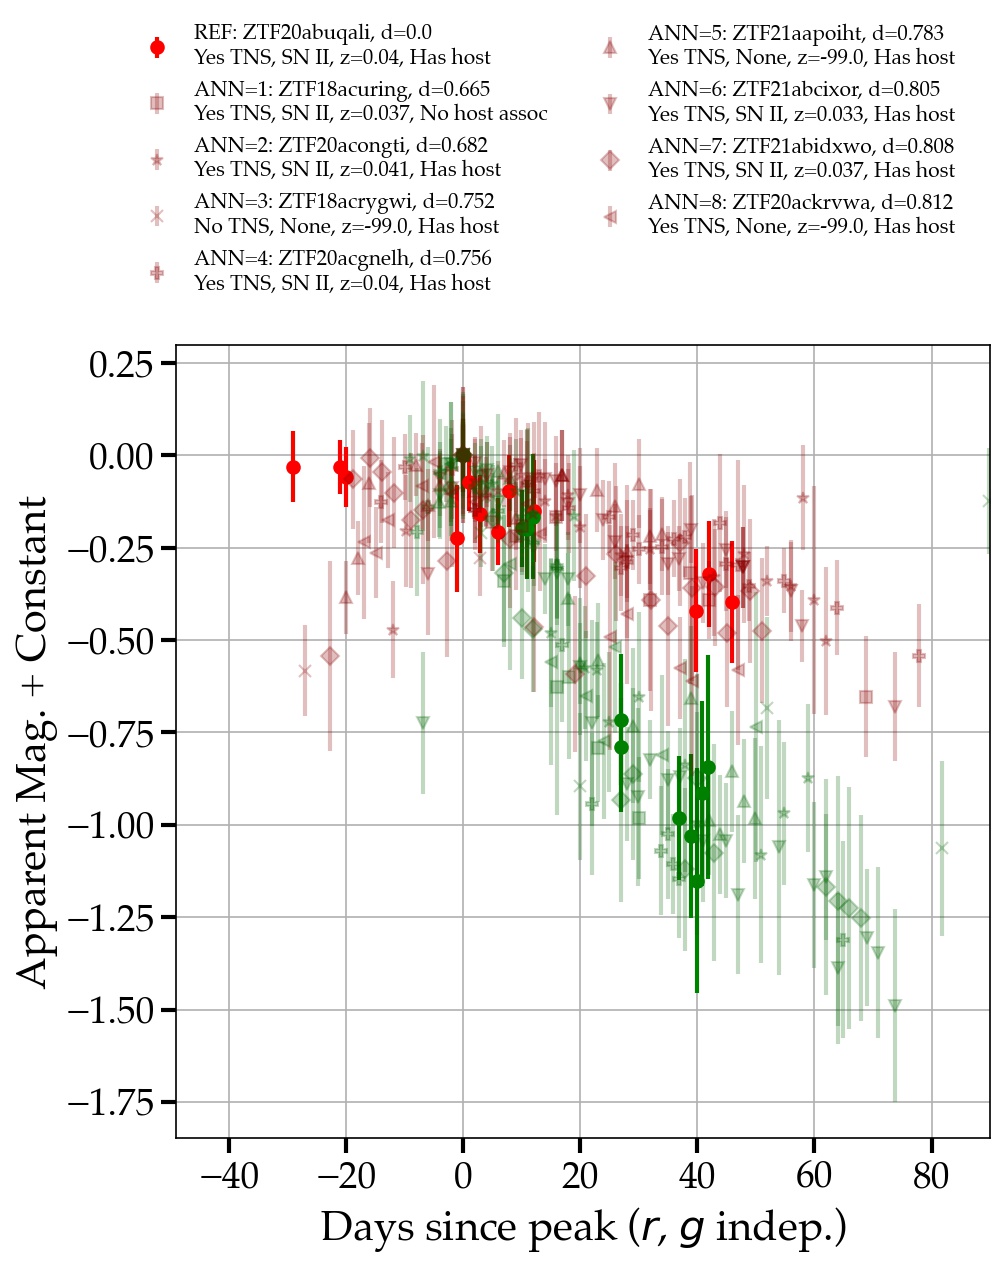 REF: ZTF20abuqali, d=0.0
Yes TNS, SN II, z=0.04, Has host
ANN=1: ZTF18acuring, d=0.665
Yes TNS, SN II, z=0.037, No host assoc
ANN=2: ZTF20acongti, d=0.682
Yes TNS, SN II, z=0.041, Has host
ANN=3: ZTF18acrygwi, d=0.752
No TNS, None, z=-99.0, Has host
ANN=4: ZTF20acgnelh, d=0.756
Yes TNS, SN II, z=0.04, Has host
ANN=5: ZTF21aapoiht, d=0.783
Yes TNS, None, z=-99.0, Has host
ANN=6: ZTF21abcixor, d=0.805
Yes TNS, SN II, z=0.033, Has host
ANN=7: ZTF21abidxwo, d=0.808
Yes TNS, SN II, z=0.037, Has host
ANN=8: ZTF20ackrvwa, d=0.812
Yes TNS, None, z=-99.0, Has host
Apparent Mag. + Constant
0.25
0.00
−0.25
−0.50
−0.75
−1.00
−1.25
−1.50
−1.75
−40 −20 0 20 40 60 80
Days since peak (r, g indep.)